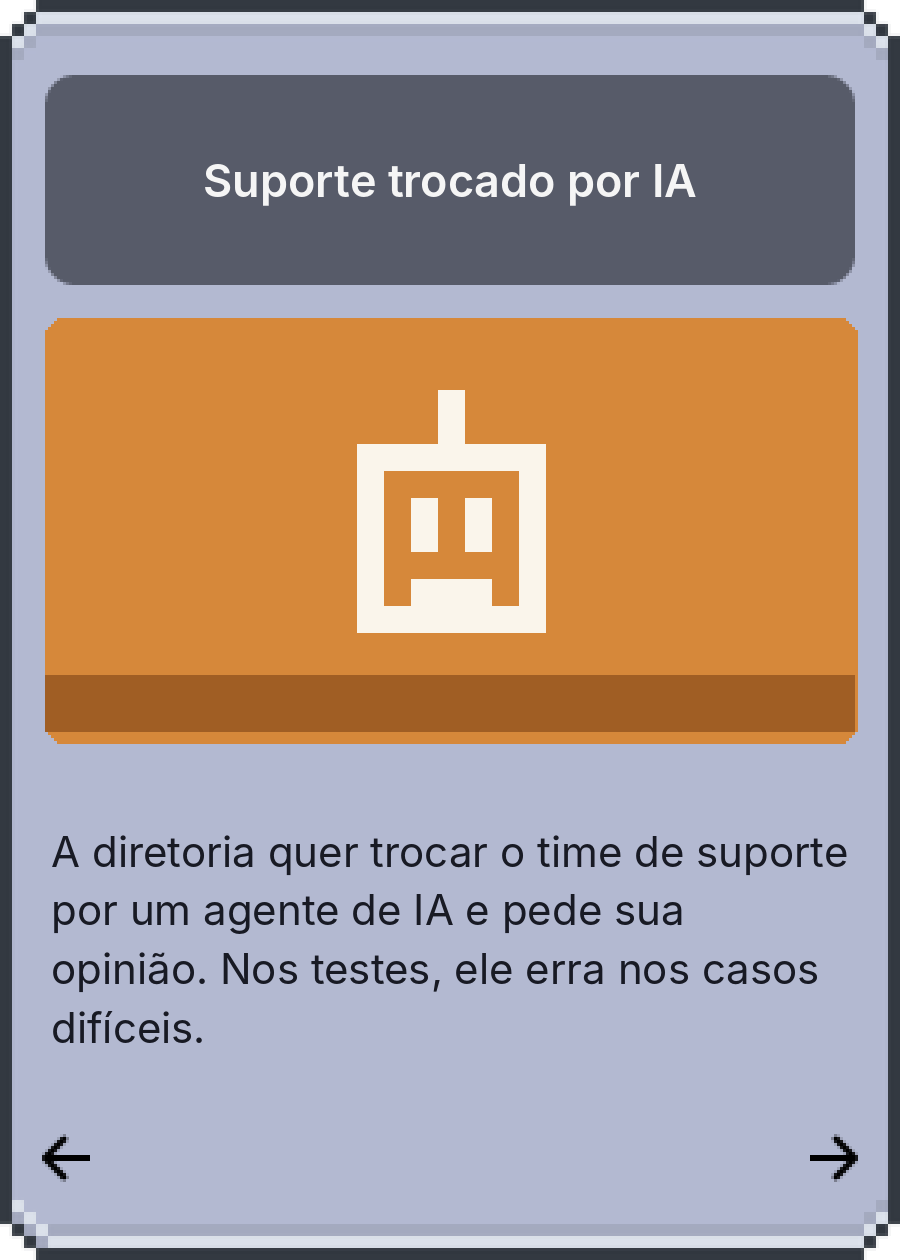 Suporte trocado por IA
A diretoria quer trocar o time de suporte
por um agente de IA e pede sua
opinião. Nos testes, ele erra nos casos
difíceis.